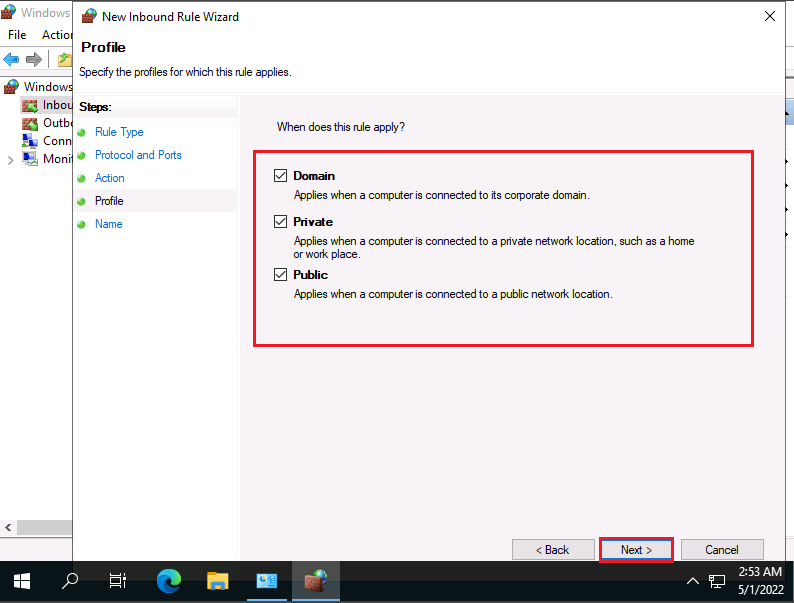 Windows
New Inbound Rule Wizard
File
Action
Profile
Specify the profiles for which this rule applies.
Windows
Inbou
Outbo
Conn
Moni
Steps:
Rule Type
Protocol and Ports
Action
Profile
Name
When does this rule apply?
Domain
Applies when a computer is connected to its corporate domain.
Private
Applies when a computer is connected to a private network location, such as a home
or work place.
Public
Applies when a computer is connected to a public network location.
< Back
Next >
Cancel
2:53 AM
5/1/2022